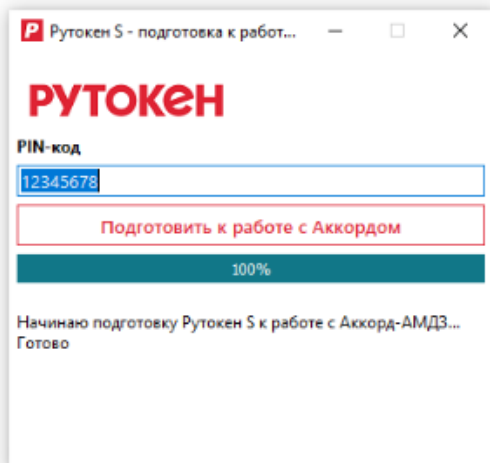 Рутокен S - подготовка к работ...
РУТОКЕН
PIN-код
12345678
Подготовить к работе с Аккордом
100%
Начинаю подготовку Рутокен S к работе с Аккорд-АМДЗ...
Готово